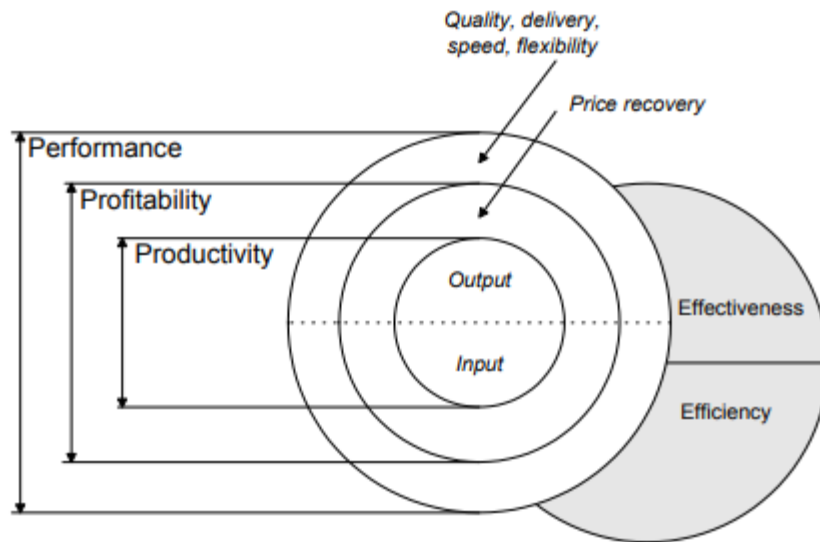 Quality, delivery,
speed, flexibility
Price recovery
Performance
Profitability
Productivity
Output
Input
Effectiveness
Efficiency